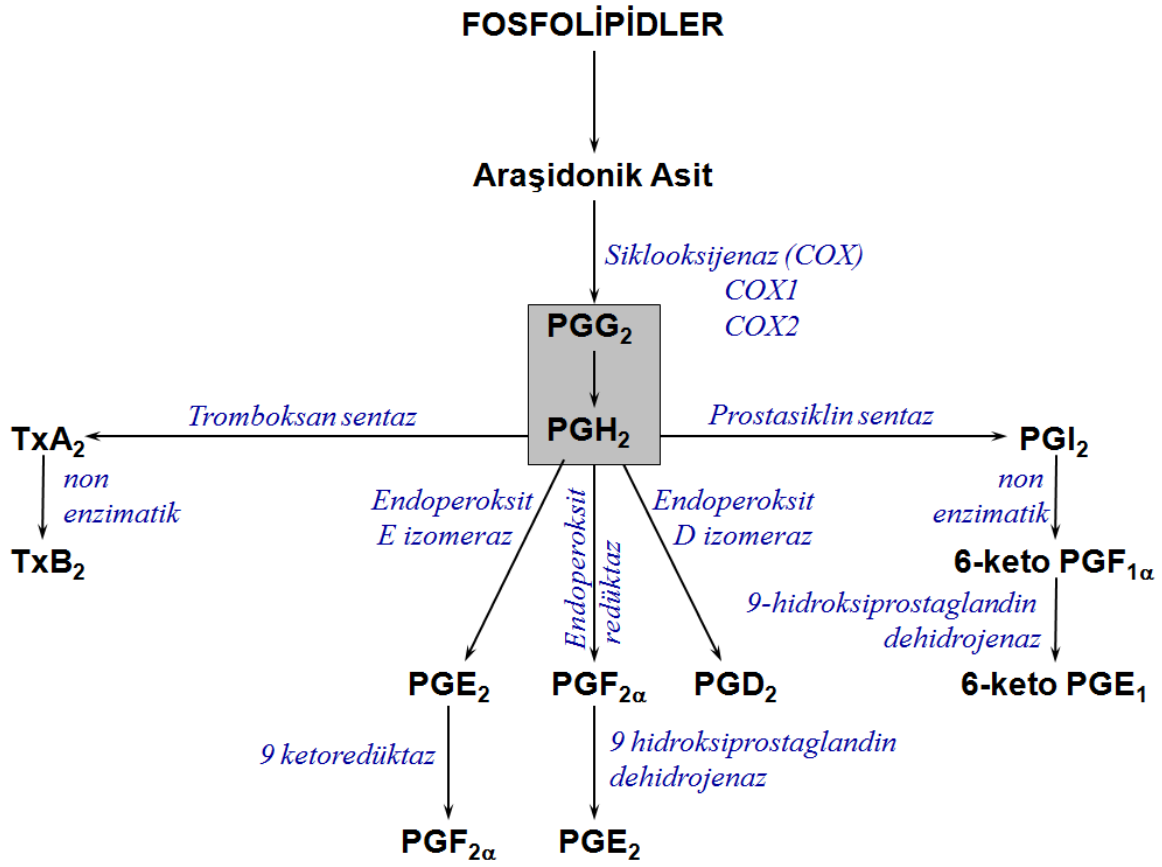 FOSFOLİPİDLER
Araşidonik Asit
Siklooksijenaz (COX)
COX1
COX2
PGG₂
Tromboksan sentaz
Prostasiklin sentaz
TxA₂
PGH₂
PGI₂
non
enzimatik
Endoperoksit
E izomeraz
Endoperoksit
redüktaz
Endoperoksit
D izomeraz
non
enzimatik
TxB₂
6-keto PGF₁α
9-hidroksiprostaglandin
dehidrojenaz
PGE₂
PGF₂α
PGD₂
6-keto PGE₁
9 ketoredüktaz
9 hidroksiprostaglandin
dehidrojenaz
PGF₂α
PGE₂